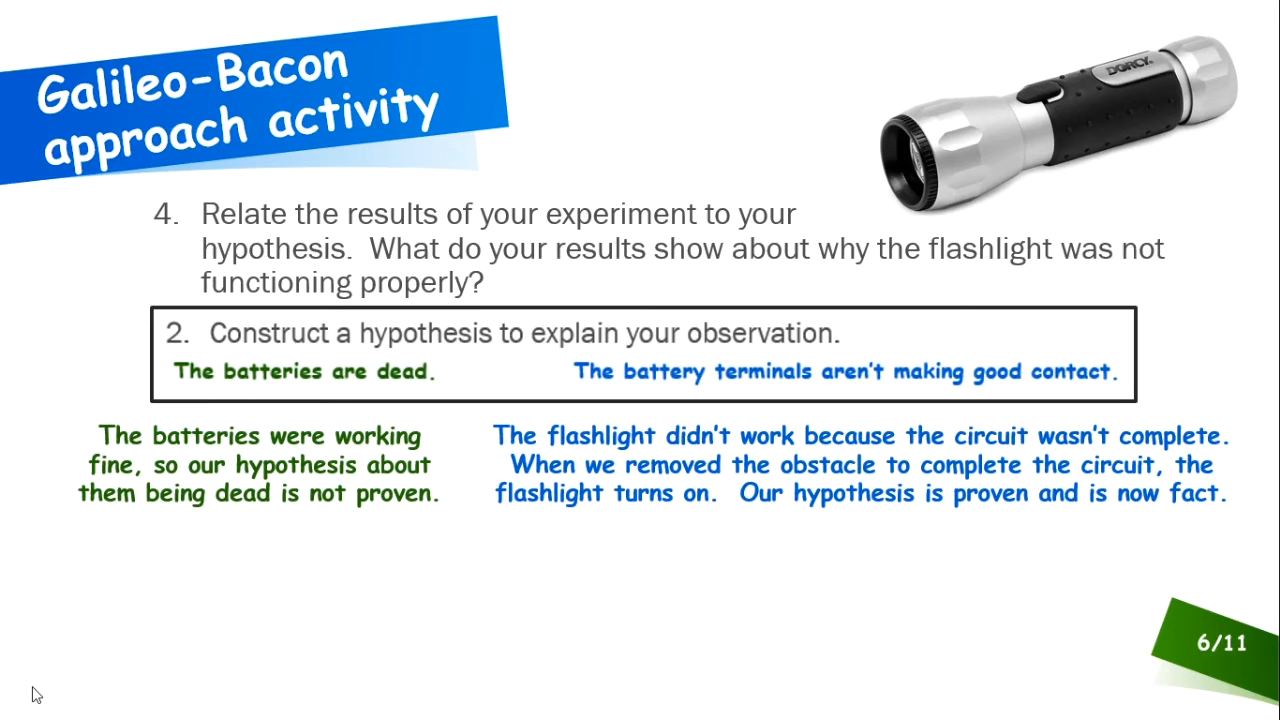 Galileo-Bacon
approach activity
DORCY
4. Relate the results of your experiment to your
hypothesis. What do your results show about why the flashlight was not
functioning properly?
2. Construct a hypothesis to explain your observation.
The batteries are dead.
The battery terminals aren't making good contact.
The batteries were working
fine, so our hypothesis about
them being dead is not proven.
The flashlight didn't work because the circuit wasn't complete.
When we removed the obstacle to complete the circuit, the
flashlight turns on. Our hypothesis is proven and is now fact.
6/11